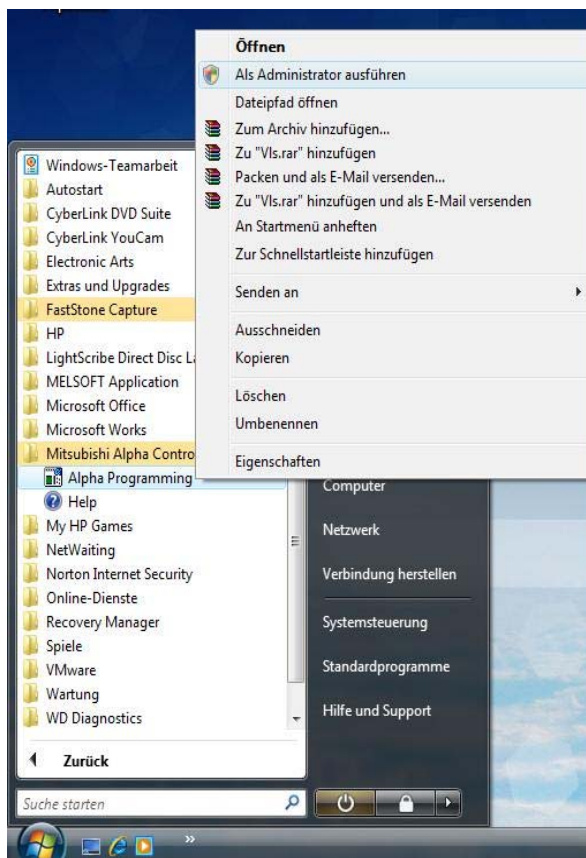 Öffnen
Als Administrator ausführen
Dateipfad öffnen
Zum Archiv hinzufügen...
Zu "Vls.rar" hinzufügen
Packen und als E-Mail versenden...
Zu "Vls.rar" hinzufügen und als E-Mail versenden
An Startmenü anheften
Zur Schnellstartleiste hinzufügen
Senden an
Ausschneiden
Kopieren
Löschen
Umbenennen
Eigenschaften
Windows-Teamarbeit
Autostart
CyberLink DVD Suite
CyberLink YouCam
Electronic Arts
Extras und Upgrades
FastStone Capture
HP
LightScribe Direct Disc La
MELSOFT Application
Microsoft Office
Microsoft Works
Mitsubishi Alpha Contro
Alpha Programming
Help
My HP Games
NetWaiting
Norton Internet Security
Online-Dienste
Recovery Manager
Spiele
VMware
Wartung
WD Diagnostics
Zurück
Suche starten
Computer
Netzwerk
Verbindung herstellen
Systemsteuerung
Standardprogramme
Hilfe und Support
»